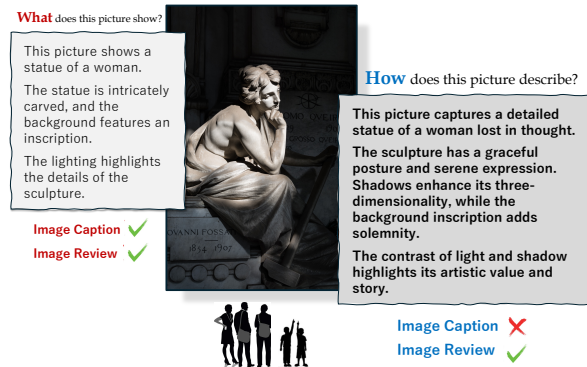 What does this picture show?
This picture shows a
statue of a woman.
The statue is intricately
carved, and the
background features an
inscription.
The lighting highlights
the details of the
sculpture.
Image Caption
Image Review
How does this picture describe?
This picture captures a detailed
statue of a woman lost in thought.
The sculpture has a graceful
posture and serene expression.
Shadows enhance its three-
dimensionality, while the
background inscription adds
solemnity.
The contrast of light and shadow
highlights its artistic value and
story.
Image Caption
Image Review
OVANNI FOSSA
1854 1907